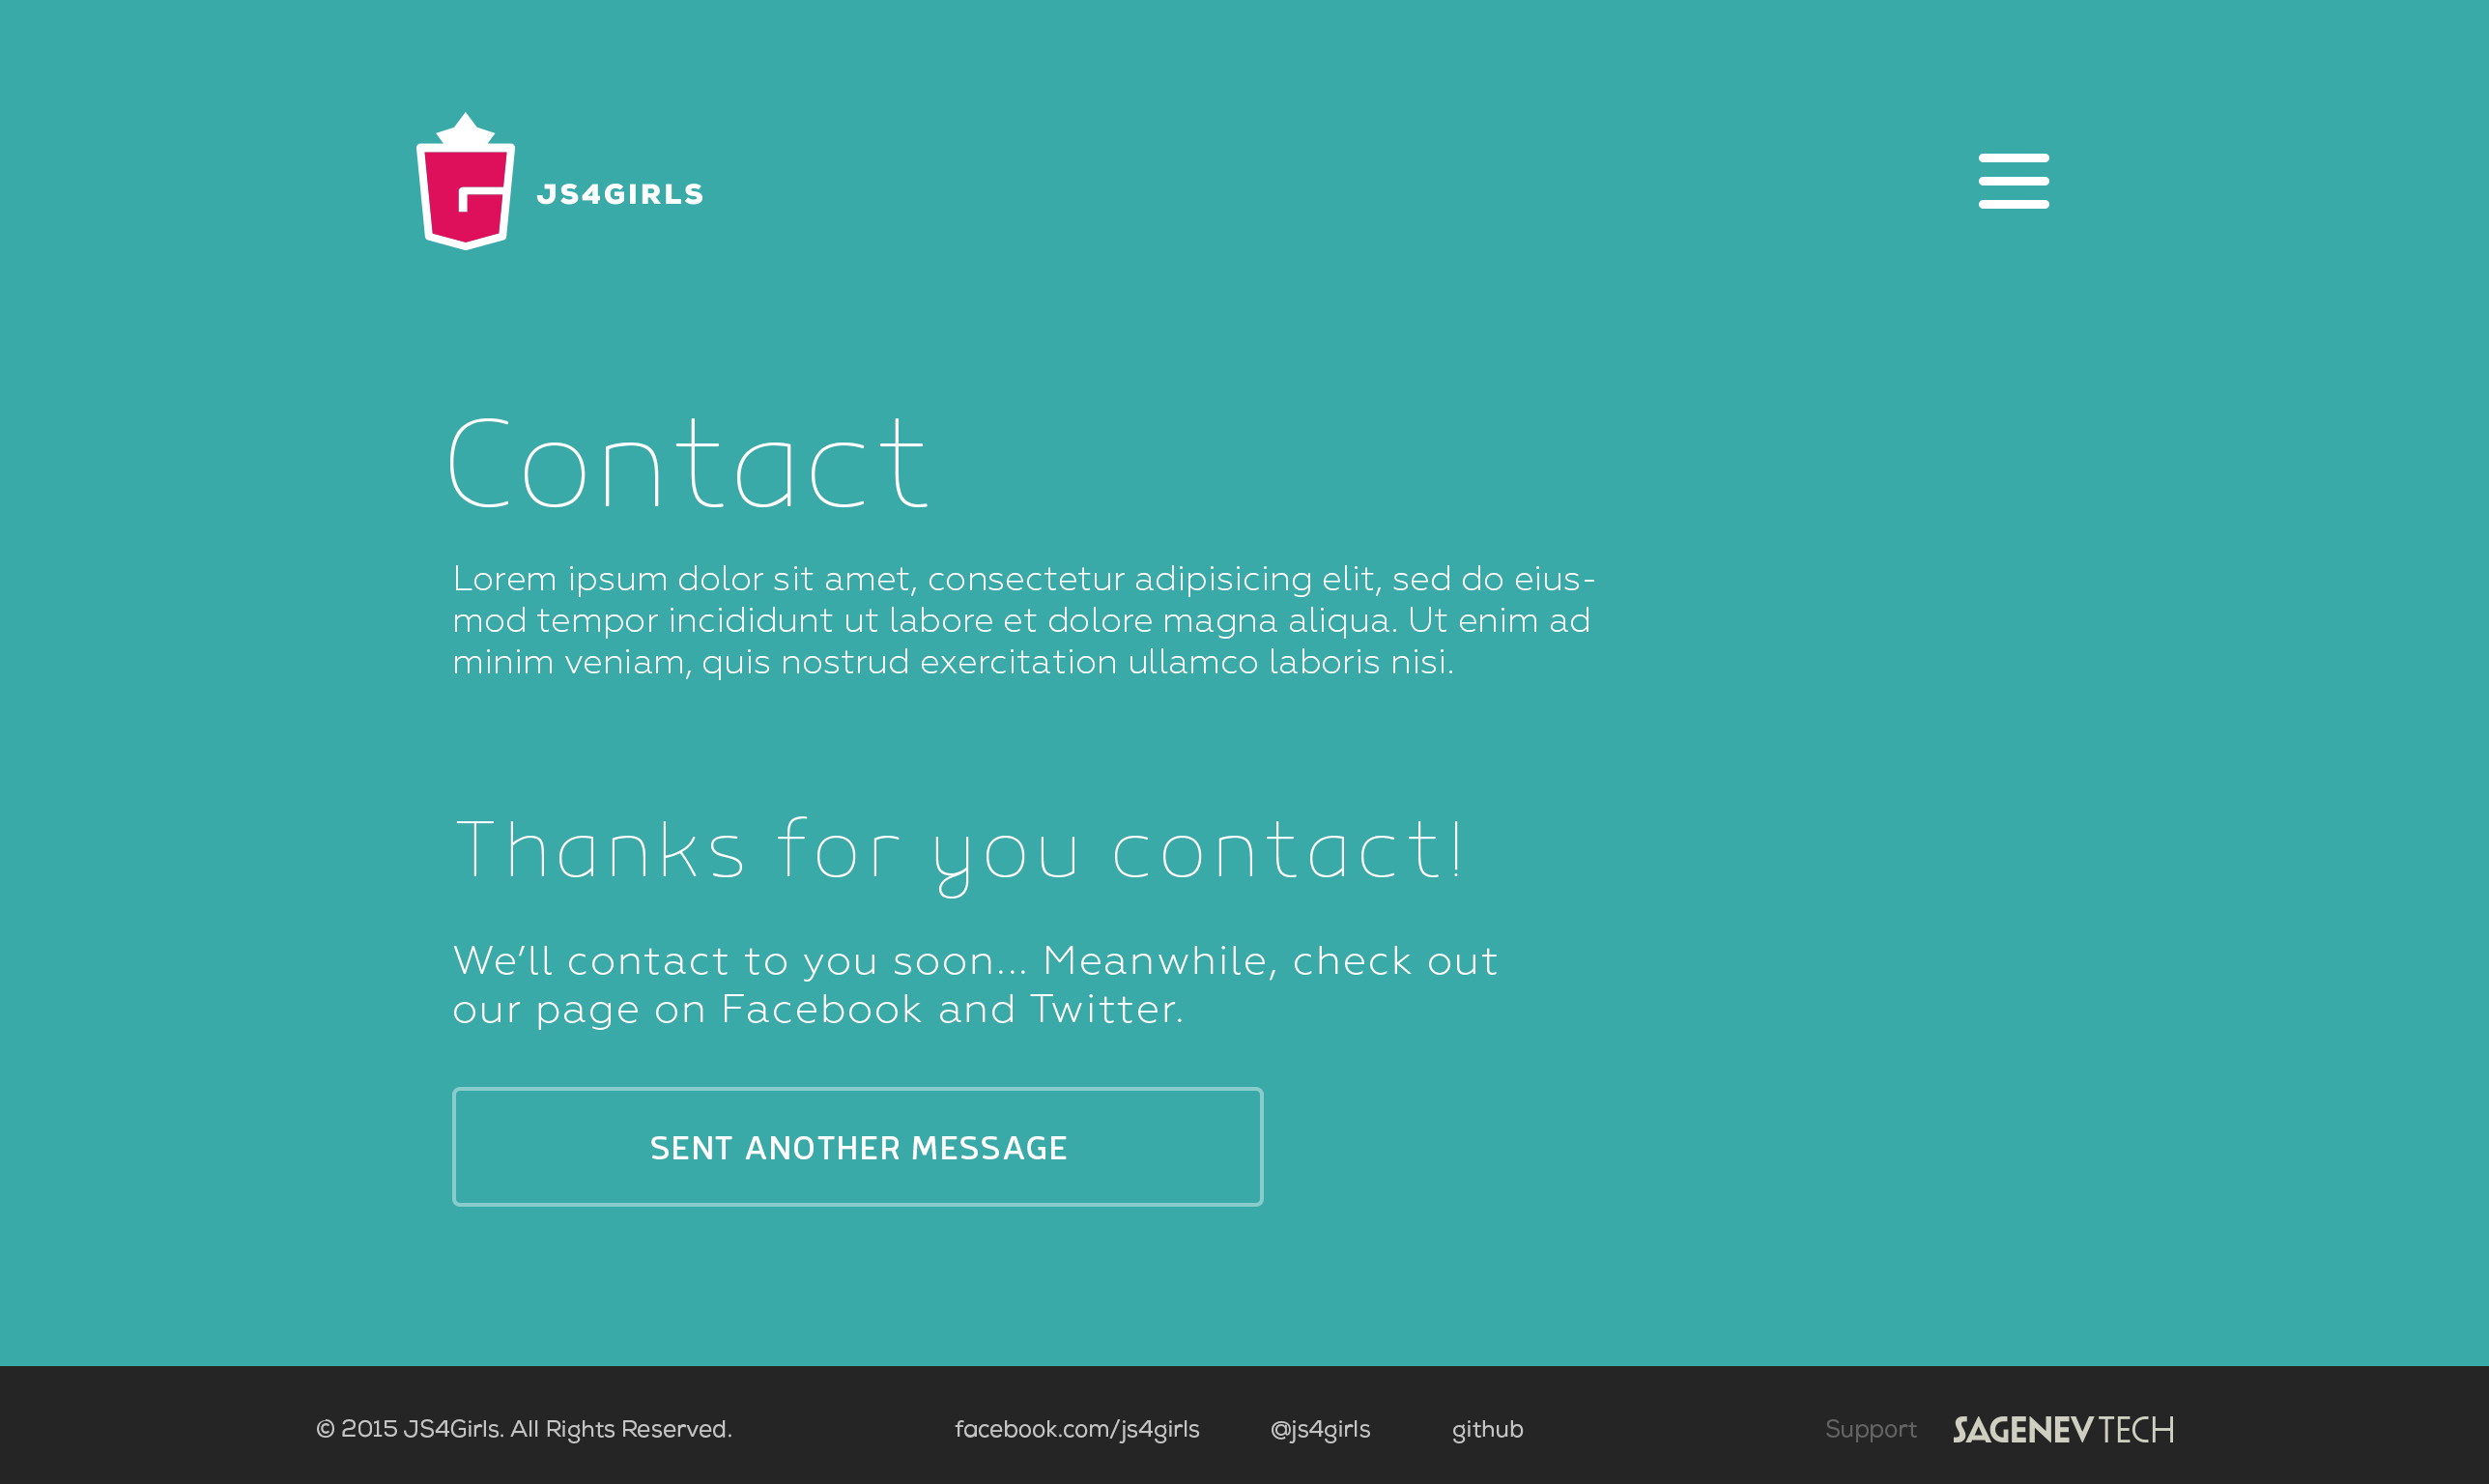 JS4GIRLS
Contact
Lorem ipsum dolor sit amet, consectetur adipisicing elit, sed do eius-
mod tempor incididunt ut labore et dolore magna aliqua. Ut enim ad
minim veniam, quis nostrud exercitation ullamco laboris nisi.
Thanks for you contact!
We’ll contact to you soon... Meanwhile, check out
our page on Facebook and Twitter.
SENT ANOTHER MESSAGE
© 2015 JS4Girls. All Rights Reserved. facebook.com/js4girls @js4girls github Support SAGENEVTECH